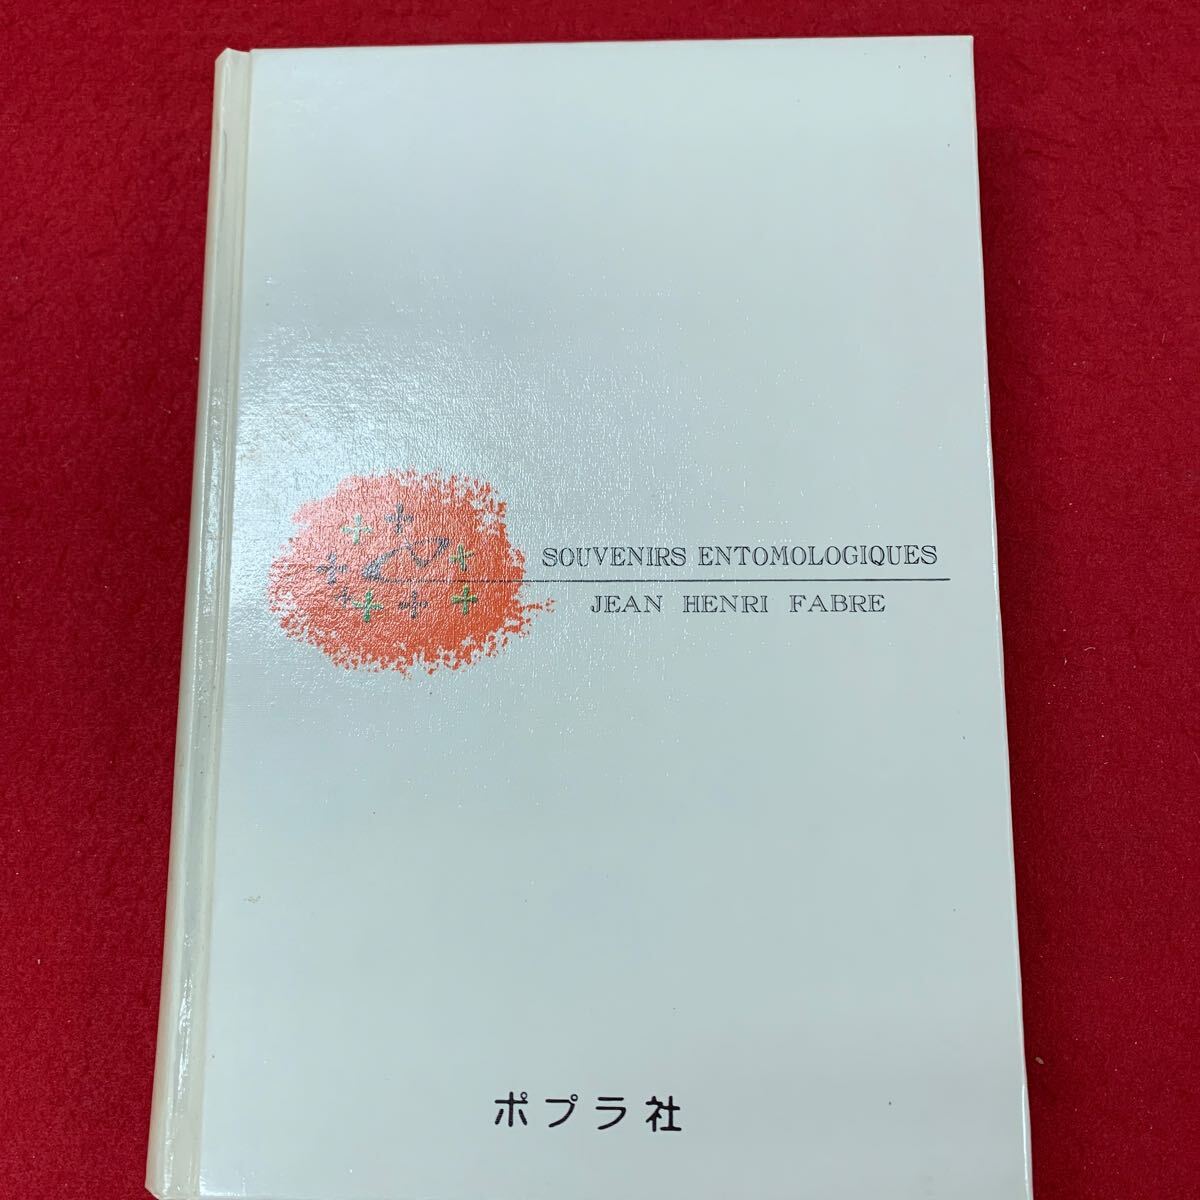 SOUVENIRS ENTOMOLOGIQUES
JEAN HENRI FABRE
ポプラ社